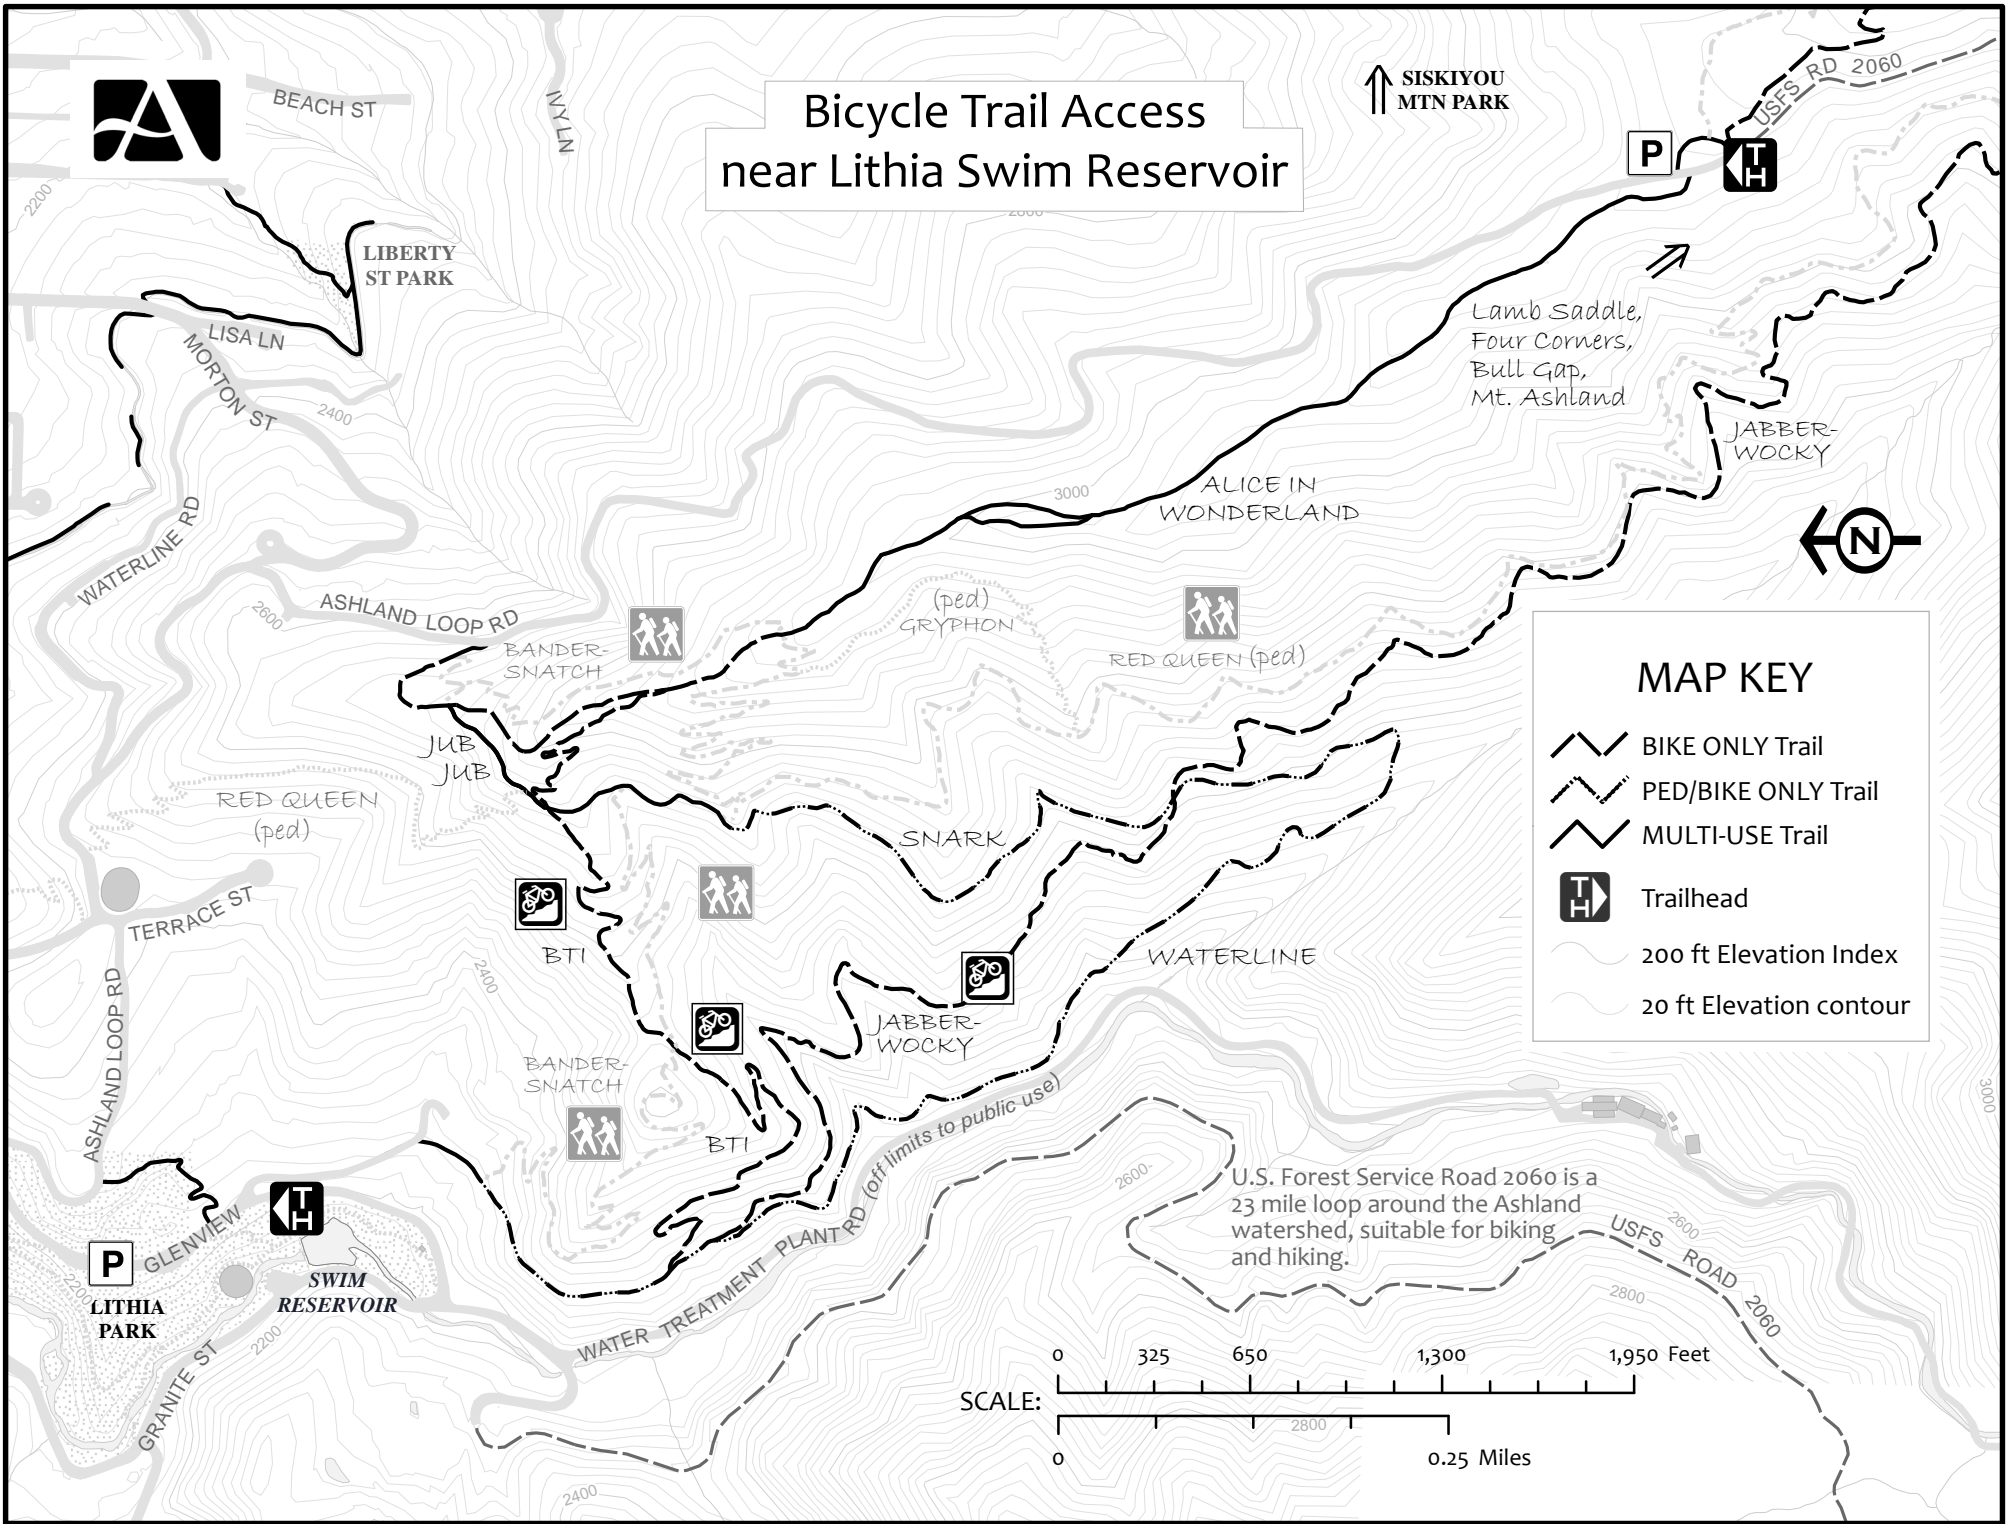 Bicycle Trail Access
near Lithia Swim Reservoir
SISKIYOU
MTN PARK
USFS RD 2060
P
TH
BEACH ST
IVY LN
2200
2800
LIBERTY
ST PARK
LISA LN
MORTON ST
2400
Lamb Saddle,
Four Corners,
Bull Gap,
Mt. Ashland
JABBER-
WOCKY
3000
ALICE IN
WONDERLAND
WATERLINE RD
N
2600
ASHLAND LOOP RD
BANDER-
SNATCH
(ped)
GRYPHON
RED QUEEN (ped)
JUB
JUB
RED QUEEN
(ped)
SNARK
TERRACE ST
BTI
WATERLINE
2400
ASHLAND LOOP RD
JABBER-
WOCKY
BANDER-
SNATCH
BTI
MAP KEY
BIKE ONLY Trail
PED/BIKE ONLY Trail
MULTI-USE Trail
TH
Trailhead
200 ft Elevation Index
20 ft Elevation contour
3000
TH
GLENVIEW
P
LITHIA
PARK
2200
SWIM
RESERVOIR
2200
GRANITE ST
WATER TREATMENT PLANT RD (off limits to public use)
2600
U.S. Forest Service Road 2060 is a
23 mile loop around the Ashland
watershed, suitable for biking
and hiking.
2600
USFS ROAD 2060
2800
0 325 650 1,300 1,950 Feet
SCALE:
2800
0 0.25 Miles
2400